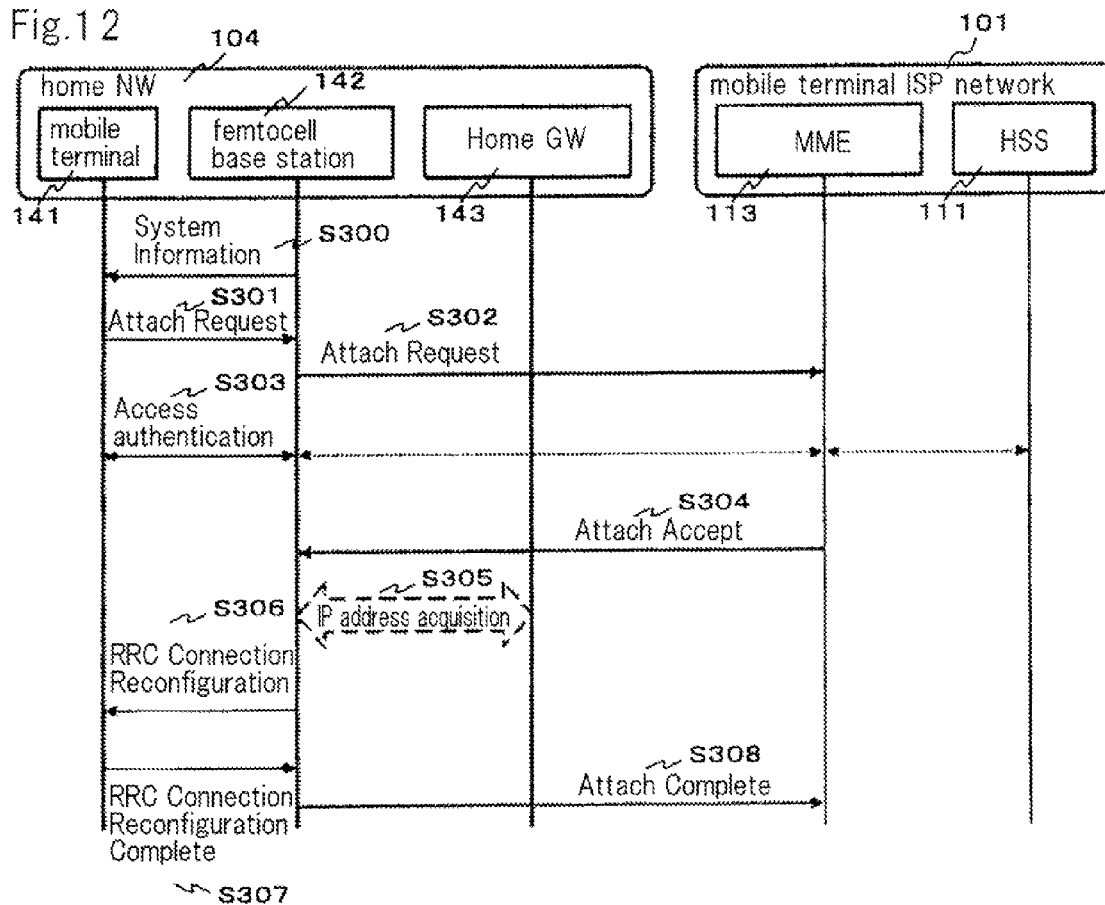 Fig.12
104
101
home NW
142
mobile terminal ISP network
mobile
terminal
femtocell
base station
Home GW
MME
HSS
141
143
113
111
System
Information
S300
S301
Attach Request
S302
Attach Request
S303
Access
authentication
S304
Attach Accept
S305
IP address acquisition
S306
RRC Connection
Reconfiguration
S308
Attach Complete
RRC Connection
Reconfiguration
Complete
S307